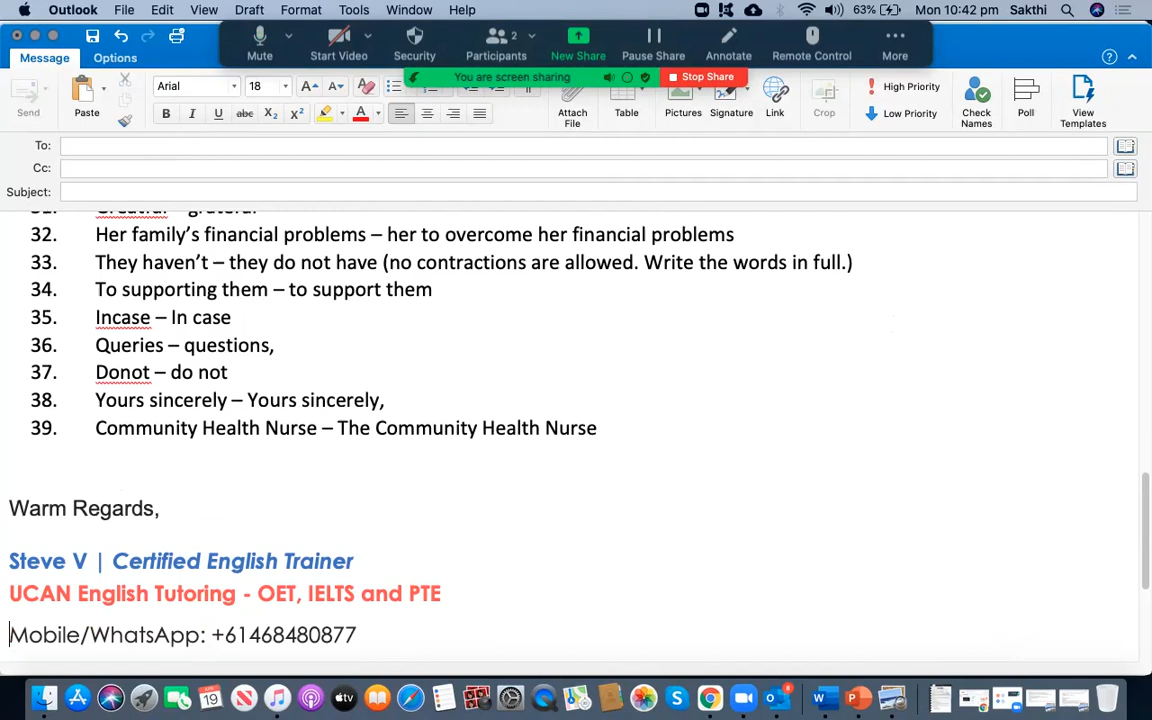 Outlook File Edit View Draft Format Tools Window Help 63% Mon 10:42 pm Sakthi
Mute Start Video Security Participants 2 New Share Pause Share Annotate Remote Control More
You are screen sharing Stop Share
Message Options
Send Paste Arial 18 A A B I U abc X₂ X² A Attach File Table Pictures Signature Link Crop High Priority Low Priority Check Names Poll View Templates
To:
Cc:
Subject:
32. Her family's financial problems – her to overcome her financial problems
33. They haven't – they do not have (no contractions are allowed. Write the words in full.)
34. To supporting them – to support them
35. Incase – In case
36. Queries – questions,
37. Donot – do not
38. Yours sincerely – Yours sincerely,
39. Community Health Nurse – The Community Health Nurse
Warm Regards,
Steve V | Certified English Trainer
UCAN English Tutoring - OET, IELTS and PTE
Mobile/WhatsApp: +61468480877